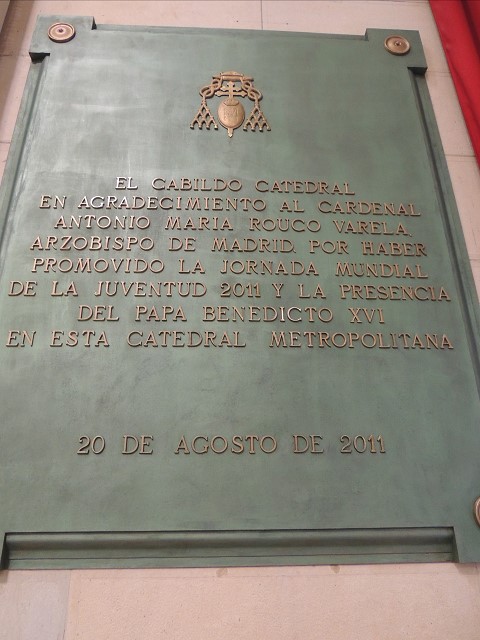 EL CABILDO CATEDRAL
EN AGRADECIMIENTO AL CARDENAL
ANTONIO MARIA ROUCO VARELA,
ARZOBISPO DE MADRID, POR HABER
PROMOVIDO LA JORNADA MUNDIAL
DE LA JUVENTUD 2011 Y LA PRESENCIA
DEL PAPA BENEDICTO XVI
EN ESTA CATEDRAL METROPOLITANA
20 DE AGOSTO DE 2011